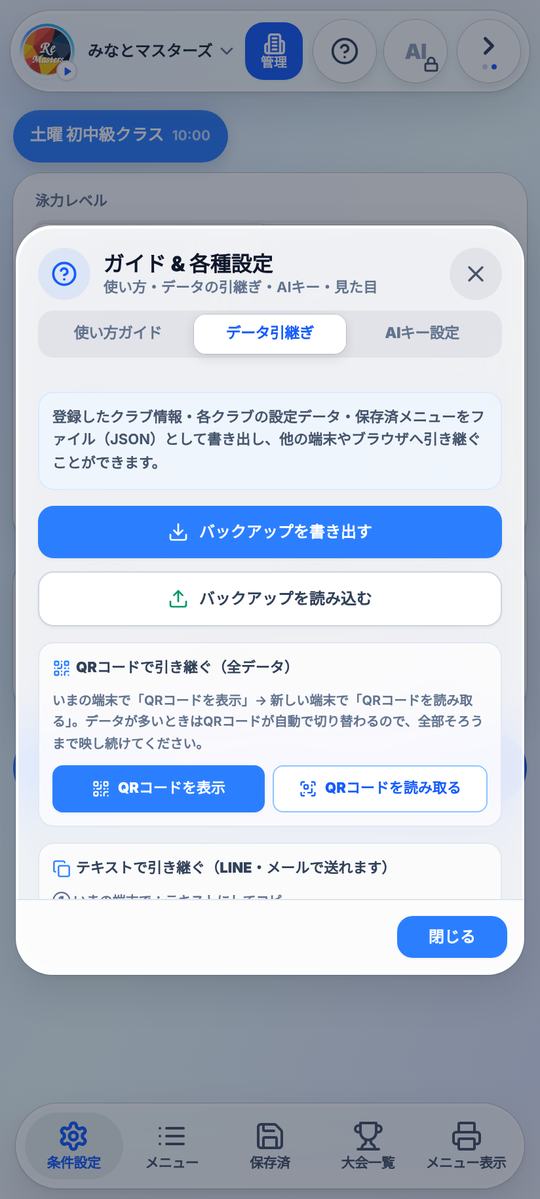 Re
Masters
みなとマスターズ
管理
AI
土曜 初中級クラス 10:00
泳力レベル
ガイド & 各種設定
使い方・データの引継ぎ・AIキー・見た目
使い方ガイド
データ引継ぎ
AIキー設定
登録したクラブ情報・各クラブの設定データ・保存済メニューをフ
ァイル（JSON）として書き出し、他の端末やブラウザへ引き継ぐ
ことができます。
バックアップを書き出す
バックアップを読み込む
QRコードで引き継ぐ（全データ）
いまの端末で「QRコードを表示」→ 新しい端末で「QRコードを読み取
る」。データが多いときはQRコードが自動で切り替わるので、全部そろう
まで映し続けてください。
QRコードを表示
QRコードを読み取る
テキストで引き継ぐ（LINE・メールで送れます）
閉じる
条件設定
メニュー
保存済
大会一覧
メニュー表示